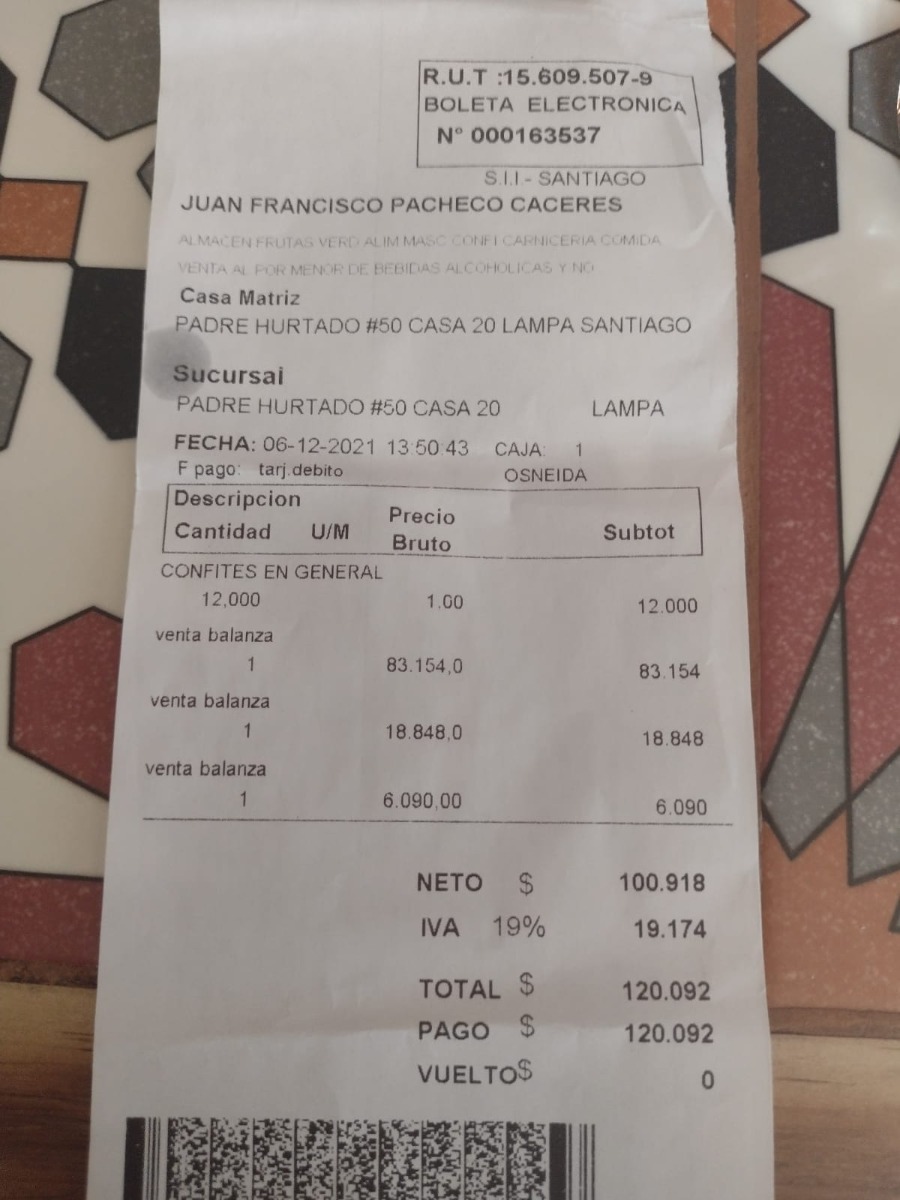 R.U.T :15.609.507-9
BOLETA ELECTRONICA
N° 000163537
S.I.I.- SANTIAGO
JUAN FRANCISCO PACHECO CACERES
ALMACEN FRUTAS VERD ALIM MASC CONFI CARNICERIA COMIDA
VENTA AL POR MENOR DE BEBIDAS ALCOHOLICAS Y NO
Casa Matriz
PADRE HURTADO #50 CASA 20 LAMPA SANTIAGO
Sucursal
PADRE HURTADO #50 CASA 20 LAMPA
FECHA: 06-12-2021 13:50:43 CAJA: 1
F pago: tarj.debito OSNEIDA
Descripcion
Cantidad U/M Precio Bruto Subtot
CONFITES EN GENERAL
12,000 1.00 12.000
venta balanza
1 83.154,0 83.154
venta balanza
1 18.848,0 18.848
venta balanza
1 6.090,00 6.090
NETO $ 100.918
IVA 19% 19.174
TOTAL $ 120.092
PAGO $ 120.092
VUELTO$ 0